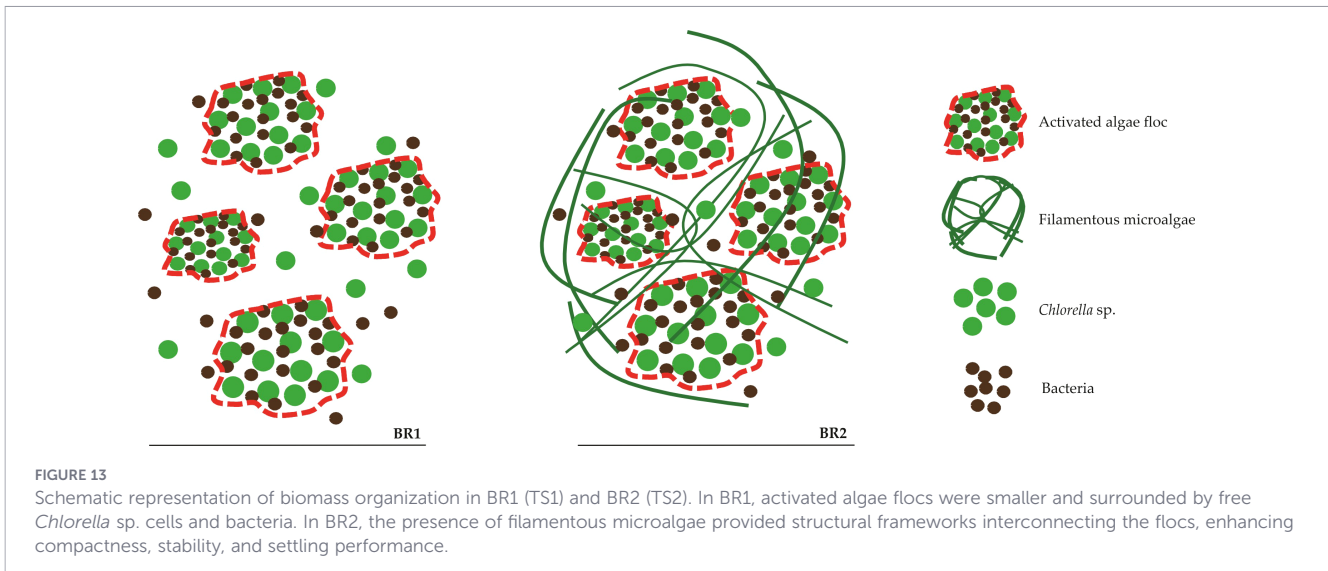 Activated algae floc
Filamentous microalgae
Chlorella sp.
Bacteria
BR1
BR2
FIGURE 13
Schematic representation of biomass organization in BR1 (TS1) and BR2 (TS2). In BR1, activated algae flocs were smaller and surrounded by free
Chlorella sp. cells and bacteria. In BR2, the presence of filamentous microalgae provided structural frameworks interconnecting the flocs, enhancing
compactness, stability, and settling performance.